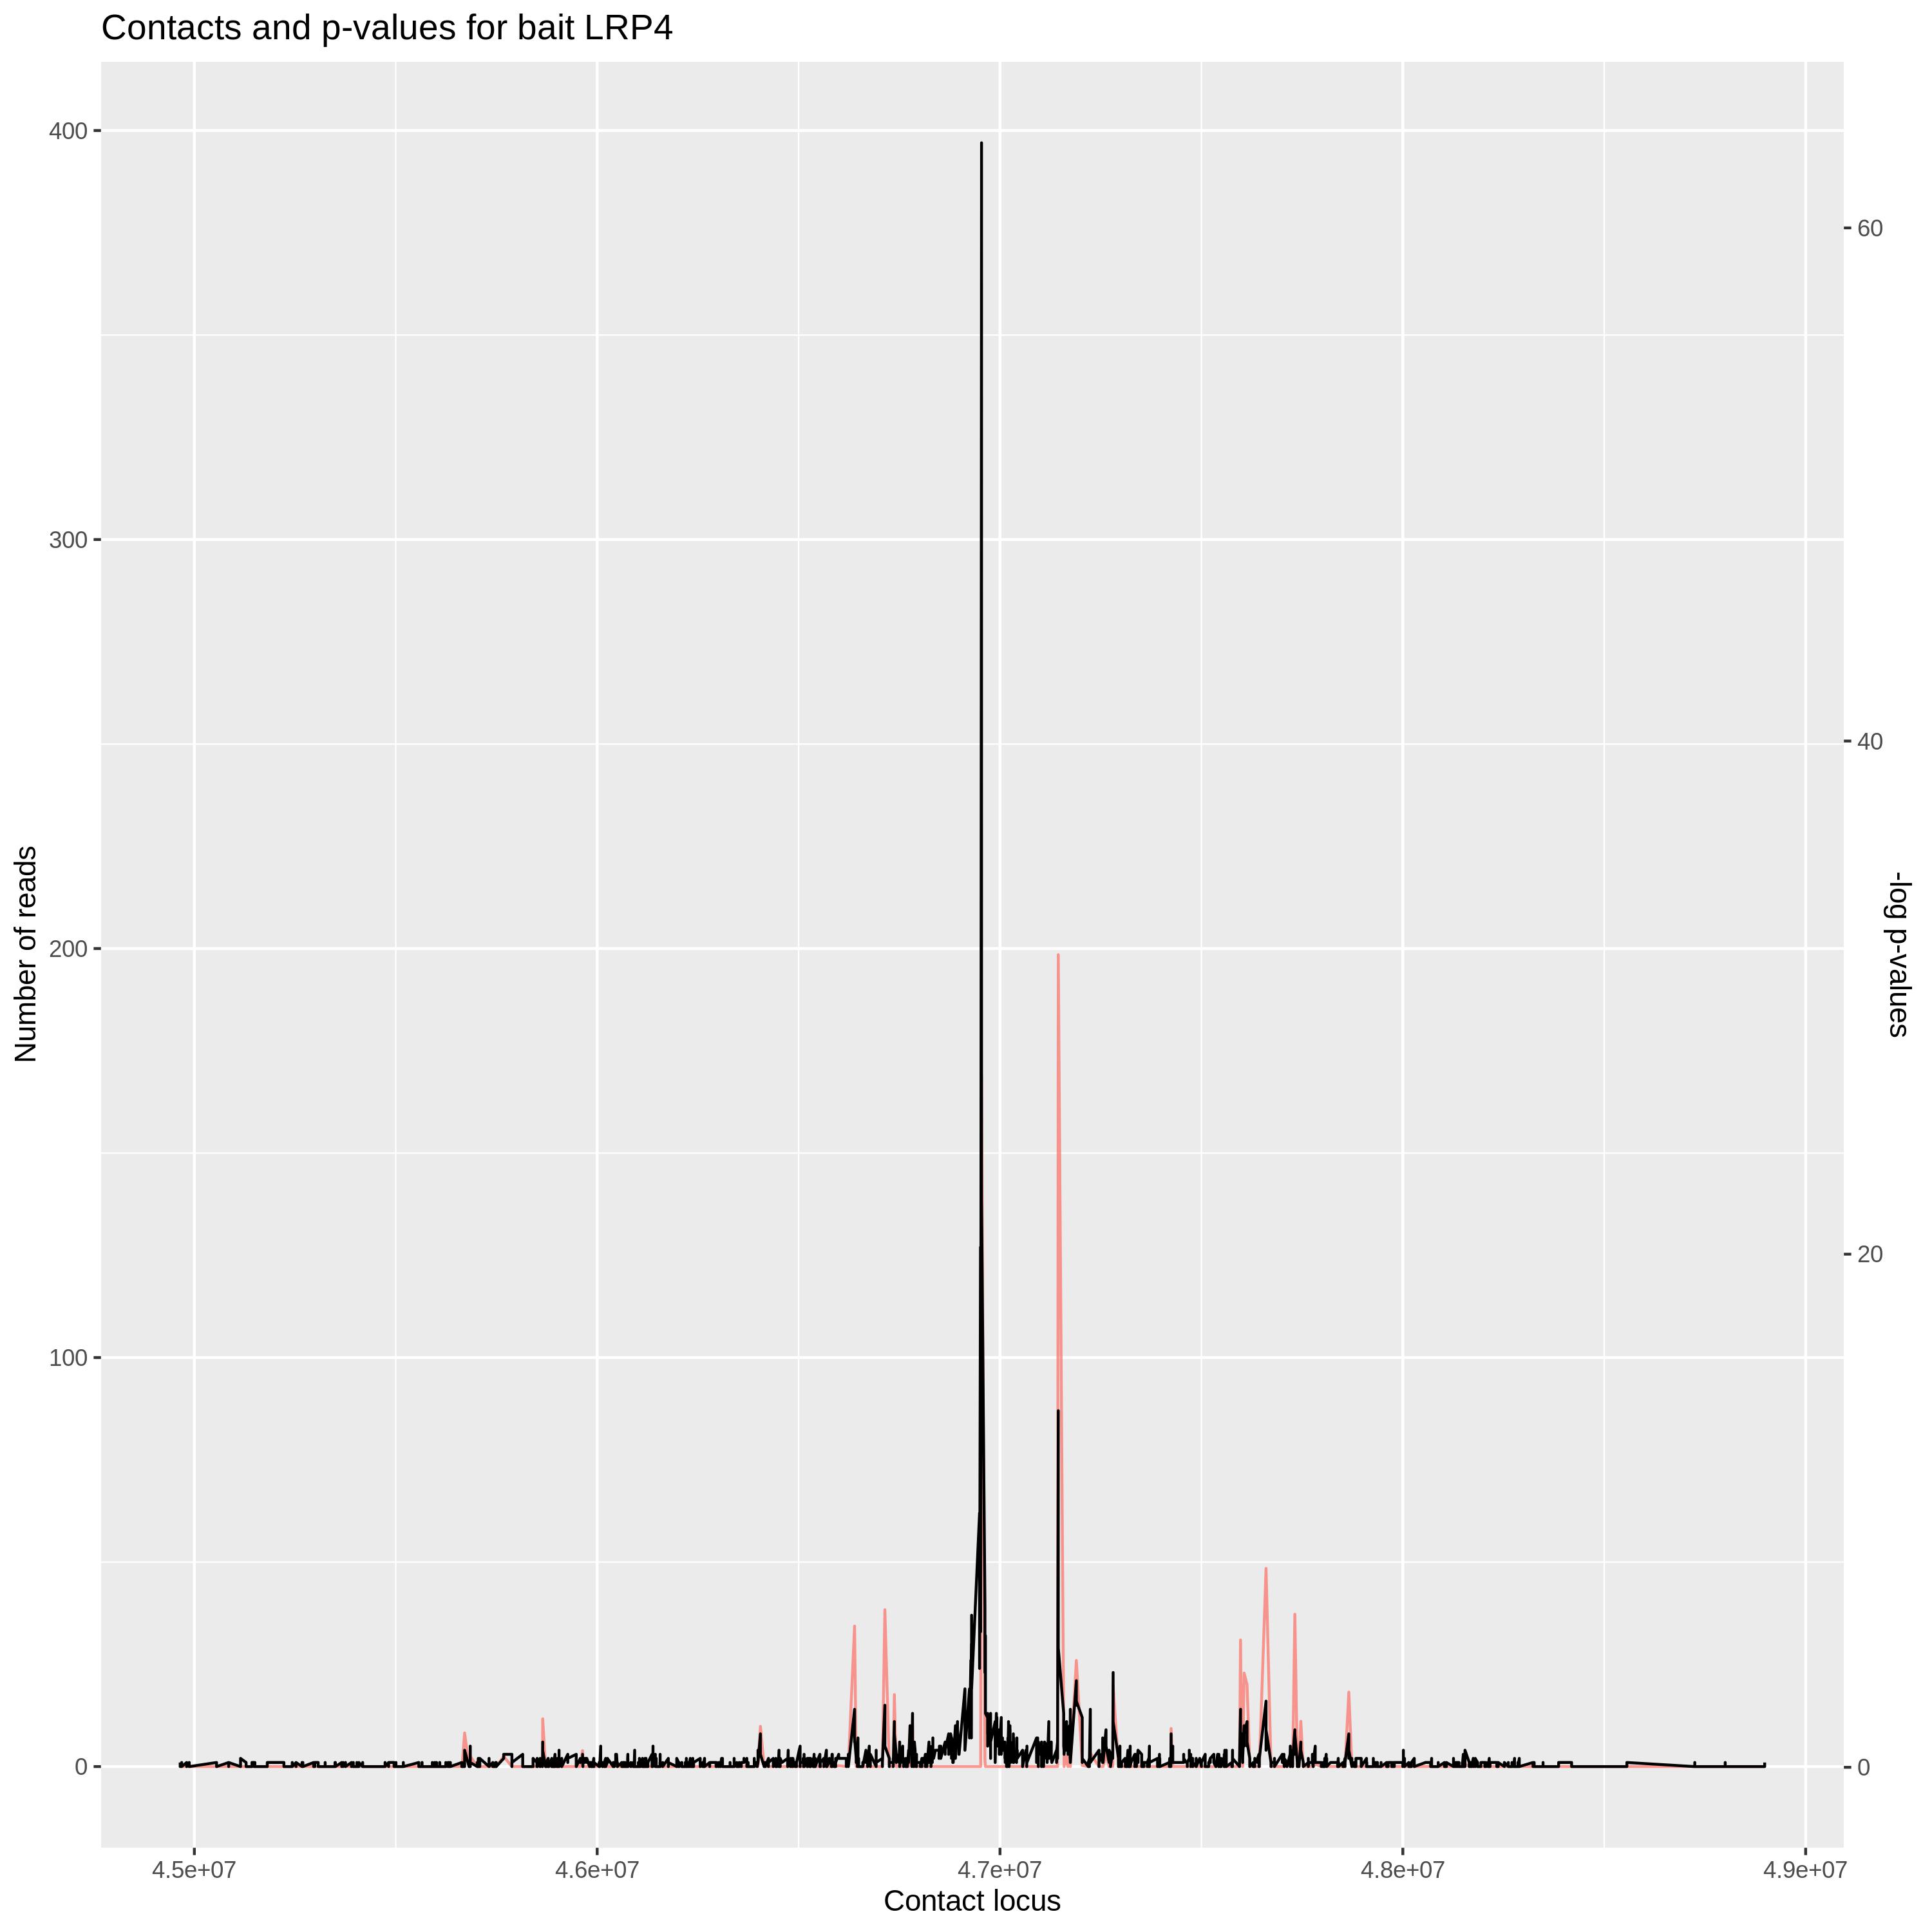 Contacts and p-values for bait LRP4
400
300
200
100
0
Number of reads
60
40
20
0
-log p-values
4.5e+07 4.6e+07 4.7e+07 4.8e+07 4.9e+07
Contact locus